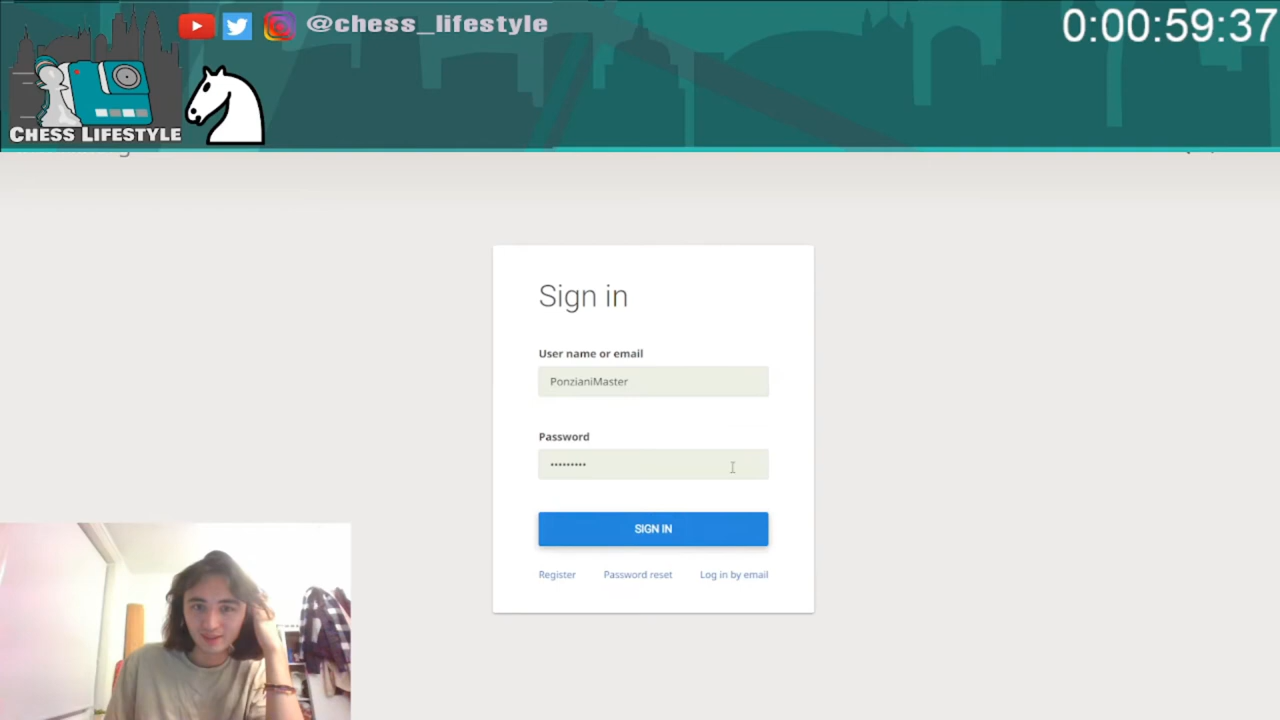 @chess_lifestyle
0:00:59:37
CHESS LIFESTYLE
Sign in
User name or email
PonzianiMaster
Password
•••••••••
SIGN IN
Register Password reset Log in by email